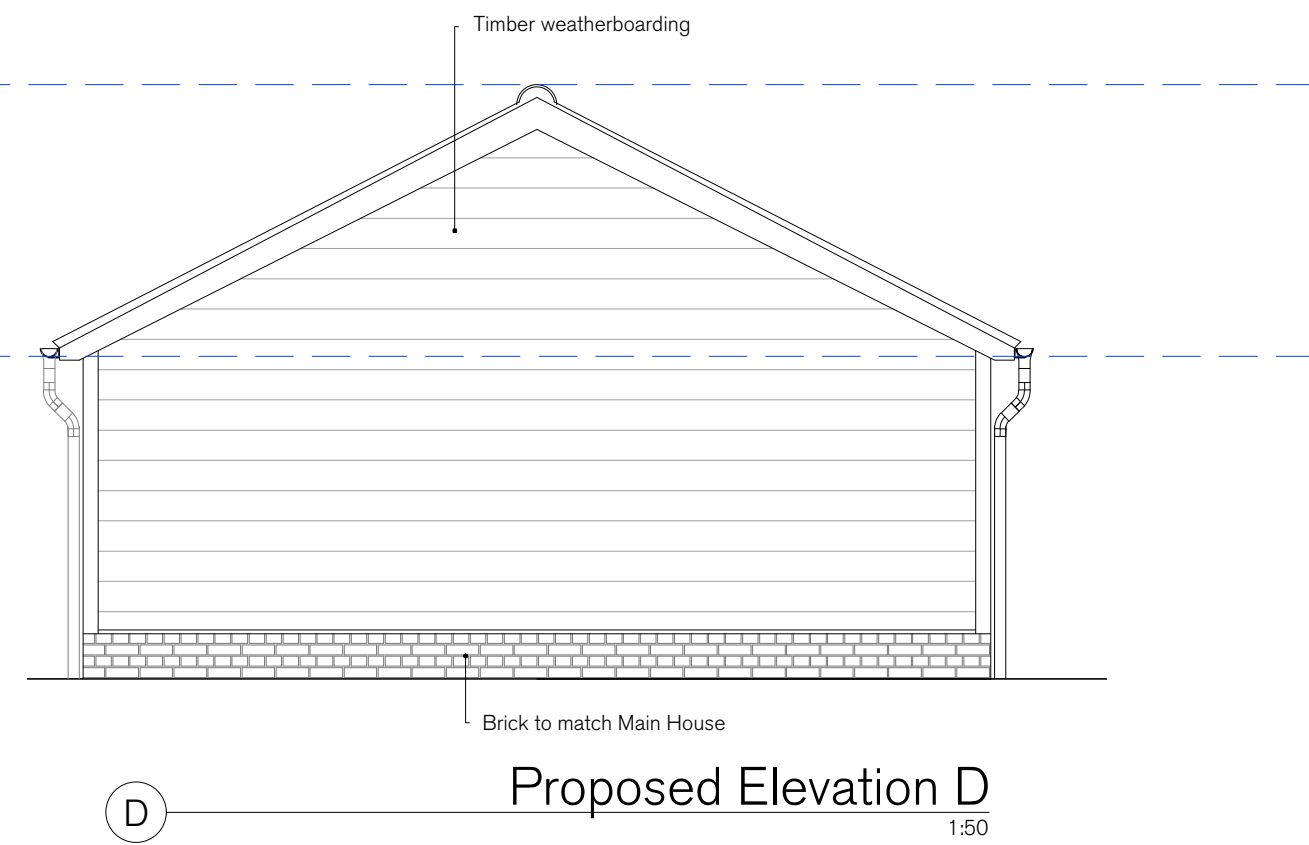 Timber weatherboarding
Brick to match Main House
D
Proposed Elevation D
1:50